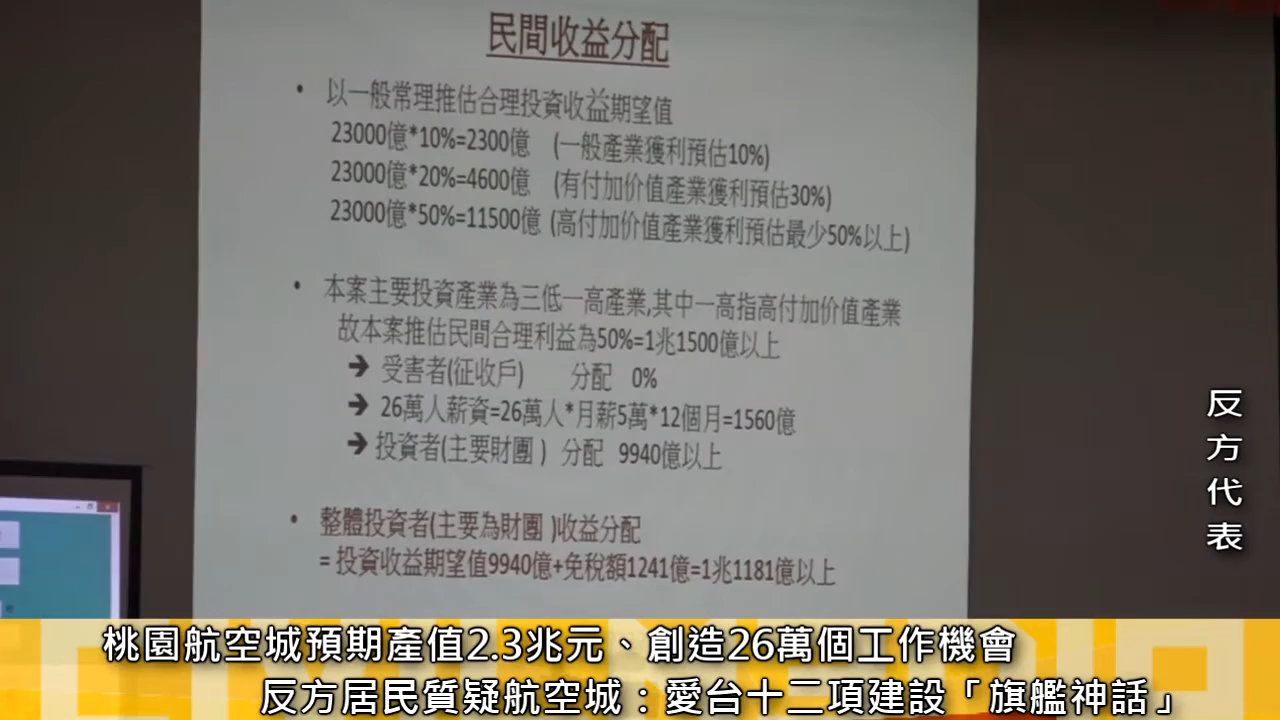 民間收益分配
• 以一般常理推估合理投資收益期望值
23000億*10%=2300億 (一般產業獲利預估10%)
23000億*20%=4600億 (有付加价值產業獲利預估30%)
23000億*50%=11500億 (高付加价值產業獲利預估最少50%以上)
• 本案主要投資產業為三低一高產業,其中一高指高付加价值產業
故本案推估民間合理利益為50%=1兆1500億以上
➔ 受害者(征收戶) 分配 0%
➔ 26萬人薪資=26萬人*月薪5萬*12個月=1560億
➔ 投資者(主要財團 ) 分配 9940億以上
• 整體投資者(主要為財團 )收益分配
= 投資收益期望值9940億+免稅額1241億=1兆1181億以上
反方代表
桃園航空城預期產值2.3兆元、創造26萬個工作機會
反方居民質疑航空城：愛台十二項建設「旗艦神話」